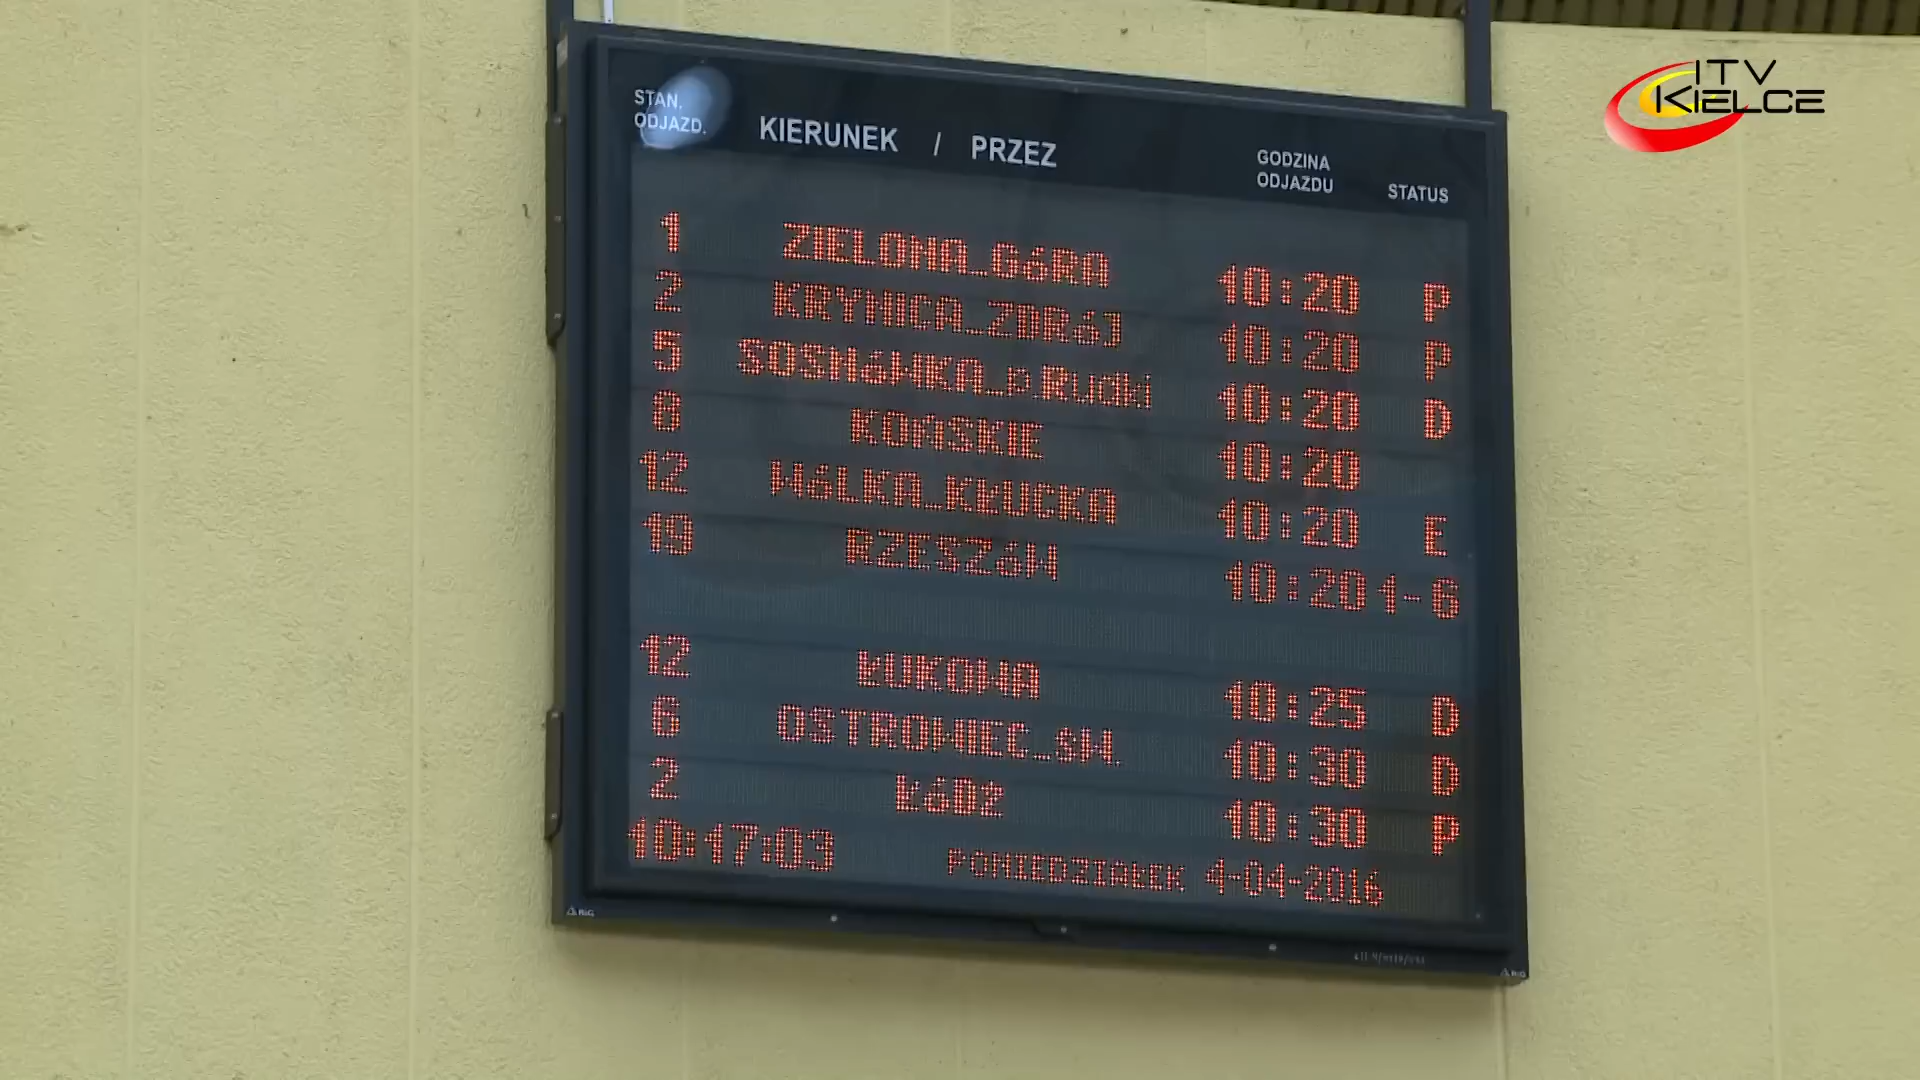 ITV
KIELCE
STAN. ODJAZD. KIERUNEK / PRZEZ GODZINA ODJAZDU STATUS
1 ZIELONA_GóRA 10:20 P
2 KRYNICA_ZDRóJ 10:20 P
5 SOSNóWKA_p.Rudki 10:20 D
8 KOŃSKIE 10:20
12 WóLKA_KŁUCKA 10:20 E
19 RZESZóW 10:20 1-6
12 ŁUKOWA 10:25 D
6 OSTROWIEC_śW. 10:30 D
2 ŁóDź 10:30 P
10:17:03 PONIEDZIAŁEK 4-04-2016